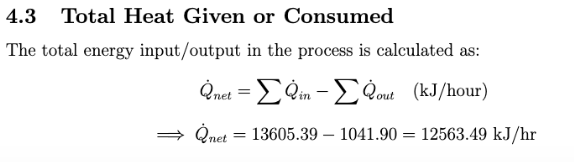 4.3 Total Heat Given or Consumed
The total energy input/output in the process is calculated as:
Q̇net = ∑Q̇in − ∑Q̇out (kJ/hour)
⟹ Q̇net = 13605.39 − 1041.90 = 12563.49 kJ/hr